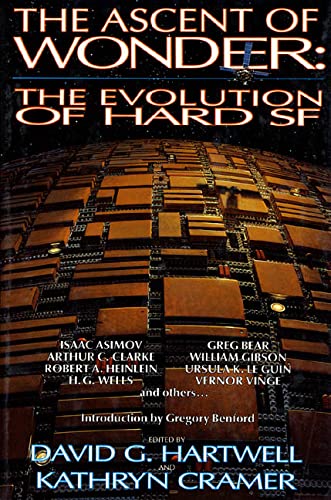 THE ASCENT OF
WONDER:
THE EVOLUTION
OF HARD SF
ISAAC ASIMOV
ARTHUR C. CLARKE
ROBERT A. HEINLEIN
H.G. WELLS
GREG BEAR
WILLIAM GIBSON
URSULA K. LE GUIN
VERNOR VINGE
and others...
Introduction by Gregory Benford
EDITED BY
DAVID G. HARTWELL
AND
KATHRYN CRAMER